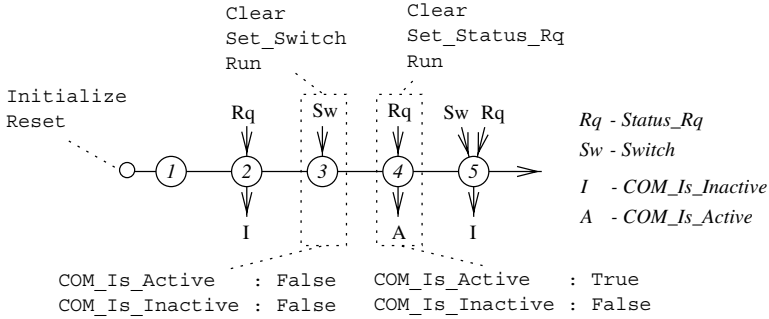 Clear
Set_Switch
Run
Clear
Set_Status_Rq
Run
Initialize
Reset
Rq
Sw
Rq
Sw Rq
1 2 3 4 5
I
A
I
Rq - Status_Rq
Sw - Switch
I - COM_Is_Inactive
A - COM_Is_Active
COM_Is_Active : False
COM_Is_Inactive : False
COM_Is_Active : True
COM_Is_Inactive : False